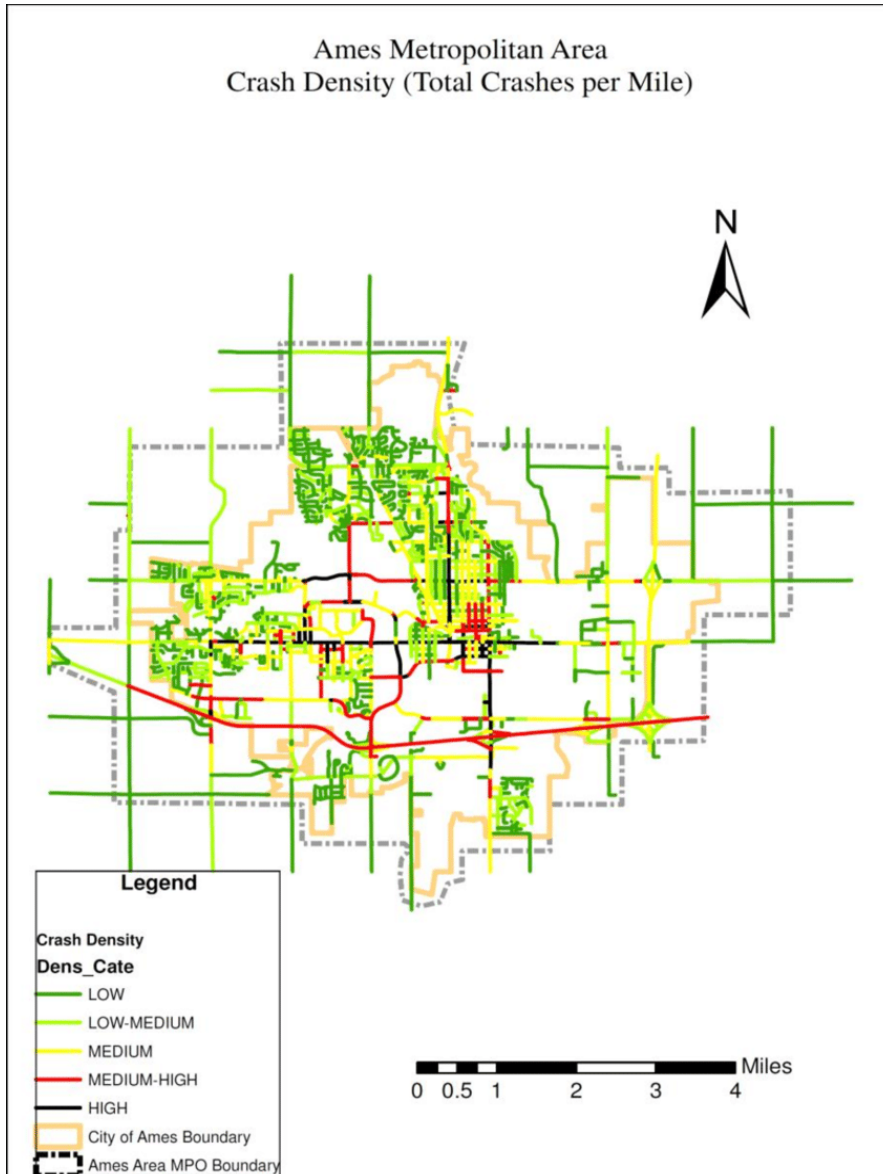 Ames Metropolitan Area
Crash Density (Total Crashes per Mile)
N
Legend
Crash Density
Dens_Cate
LOW
LOW-MEDIUM
MEDIUM
MEDIUM-HIGH
HIGH
City of Ames Boundary
Ames Area MPO Boundary
Miles
0 0.5 1 2 3 4